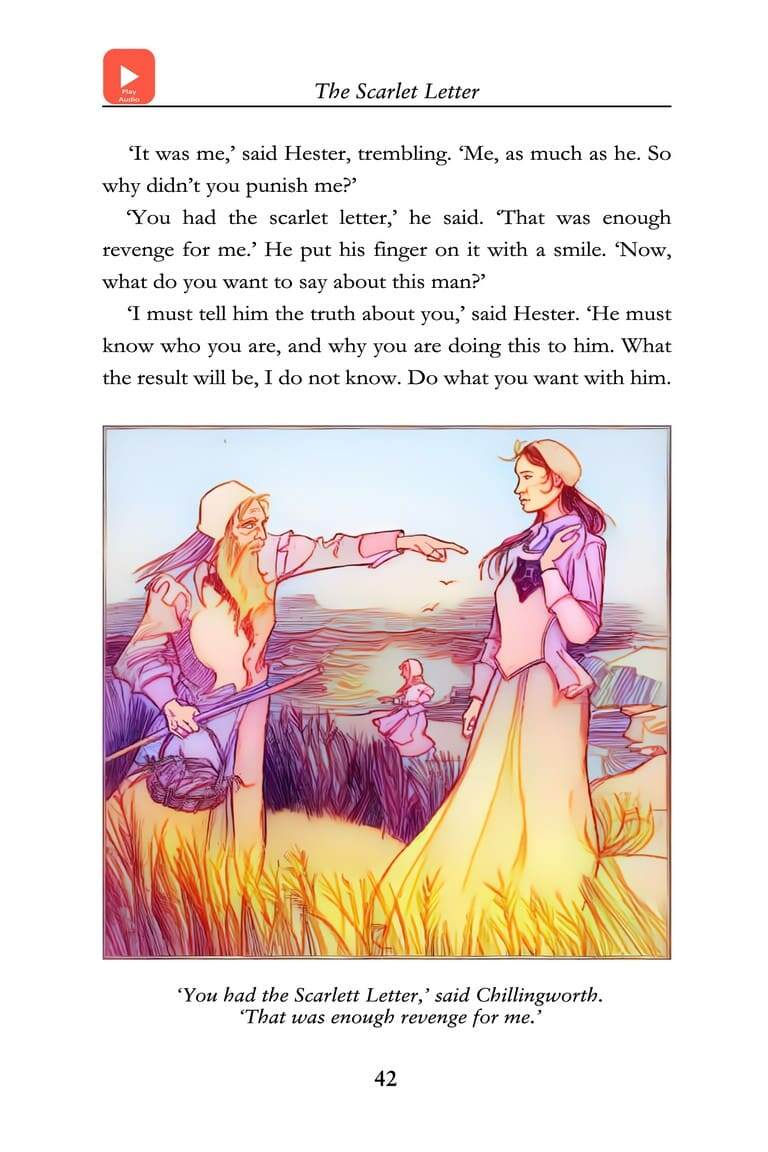 Play
Audio
The Scarlet Letter
‘It was me,’ said Hester, trembling. ‘Me, as much as he. So
why didn’t you punish me?’
‘You had the scarlet letter,’ he said. ‘That was enough
revenge for me.’ He put his finger on it with a smile. ‘Now,
what do you want to say about this man?’
‘I must tell him the truth about you,’ said Hester. ‘He must
know who you are, and why you are doing this to him. What
the result will be, I do not know. Do what you want with him.
‘You had the Scarlett Letter,’ said Chillingworth.
‘That was enough revenge for me.’
42